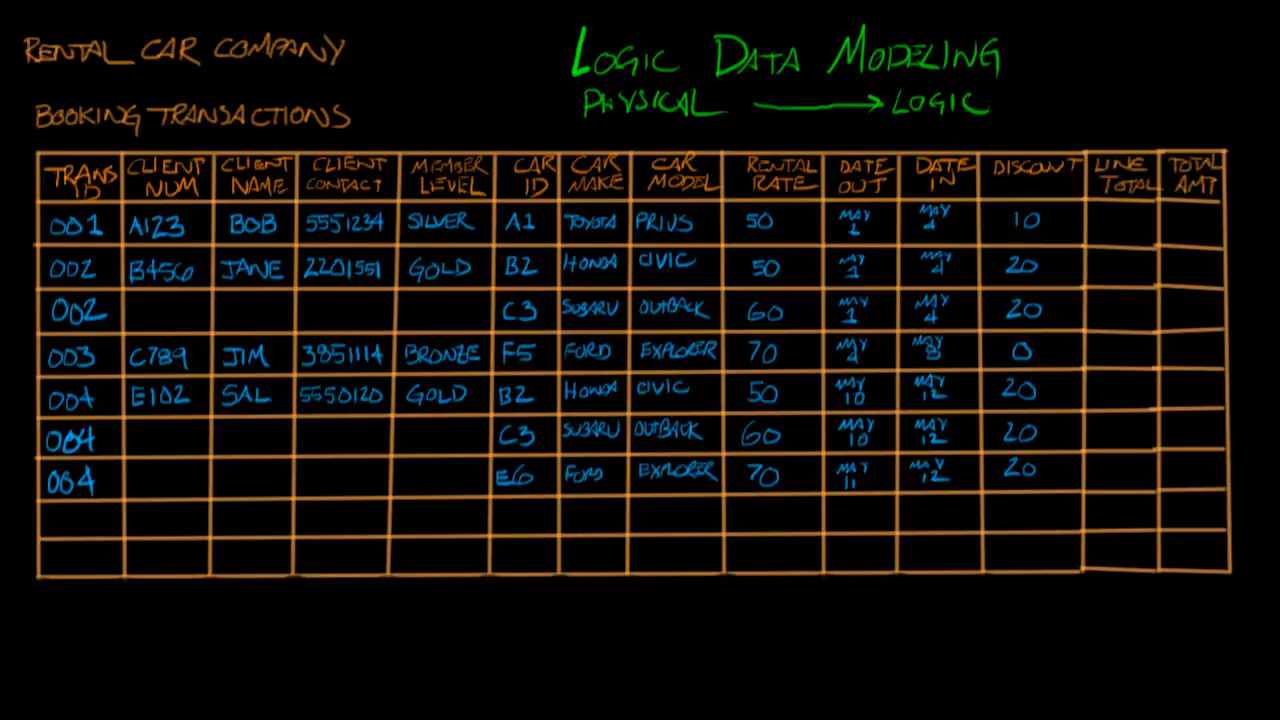 RENTAL CAR COMPANY
LOGIC DATA MODELING
PHYSICAL → LOGIC
BOOKING TRANSACTIONS
TRANS ID CLIENT NUM CLIENT NAME CLIENT CONTACT MEMBER LEVEL CAR ID CAR MAKE CAR MODEL RENTAL RATE DATE OUT DATE IN DISCOUNT LINE TOTAL TOTAL AMT
001 A123 BOB 5551234 SILVER A1 TOYOTA PRIUS 50 MAY 1 MAY 4 10
002 B456 JANE 2201551 GOLD B2 HONDA CIVIC 50 MAY 1 MAY 4 20
002 C3 SUBARU OUTBACK 60 MAY 1 MAY 4 20
003 C789 JIM 3851114 BRONZE F5 FORD EXPLORER 70 MAY 4 MAY 8 0
004 E102 SAL 5550120 GOLD B2 HONDA CIVIC 50 MAY 10 MAY 12 20
004 C3 SUBARU OUTBACK 60 MAY 10 MAY 12 20
004 E6 FORD EXPLORER 70 MAY 11 MAY 12 20